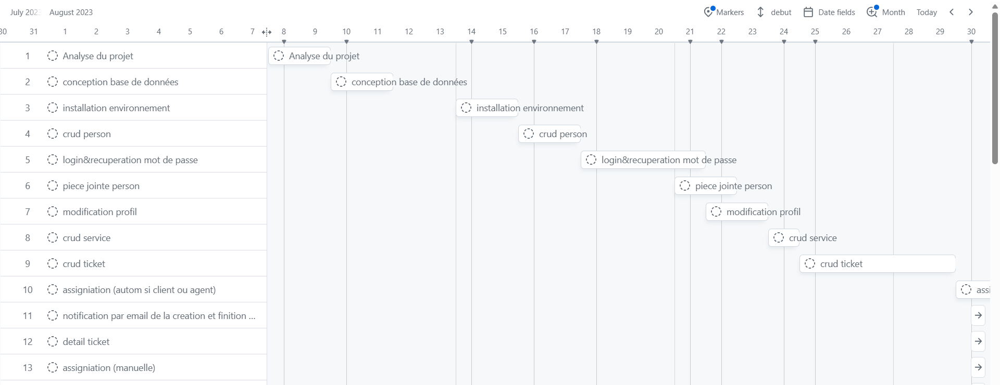 July 2023 August 2023 Markers debut Date fields Month Today
30 31 1 2 3 4 5 6 7 8 9 10 11 12 13 14 15 16 17 18 19 20 21 22 23 24 25 26 27 28 29 30
1 Analyse du projet Analyse du projet
2 conception base de données conception base de données
3 installation environnement installation environnement
4 crud person crud person
5 login&recuperation mot de passe login&recuperation mot de passe
6 piece jointe person piece jointe person
7 modification profil modification profil
8 crud service crud service
9 crud ticket crud ticket
10 assigniation (autom si client ou agent) assi
11 notification par email de la creation et finition ...
12 detail ticket
13 assigniation (manuelle)